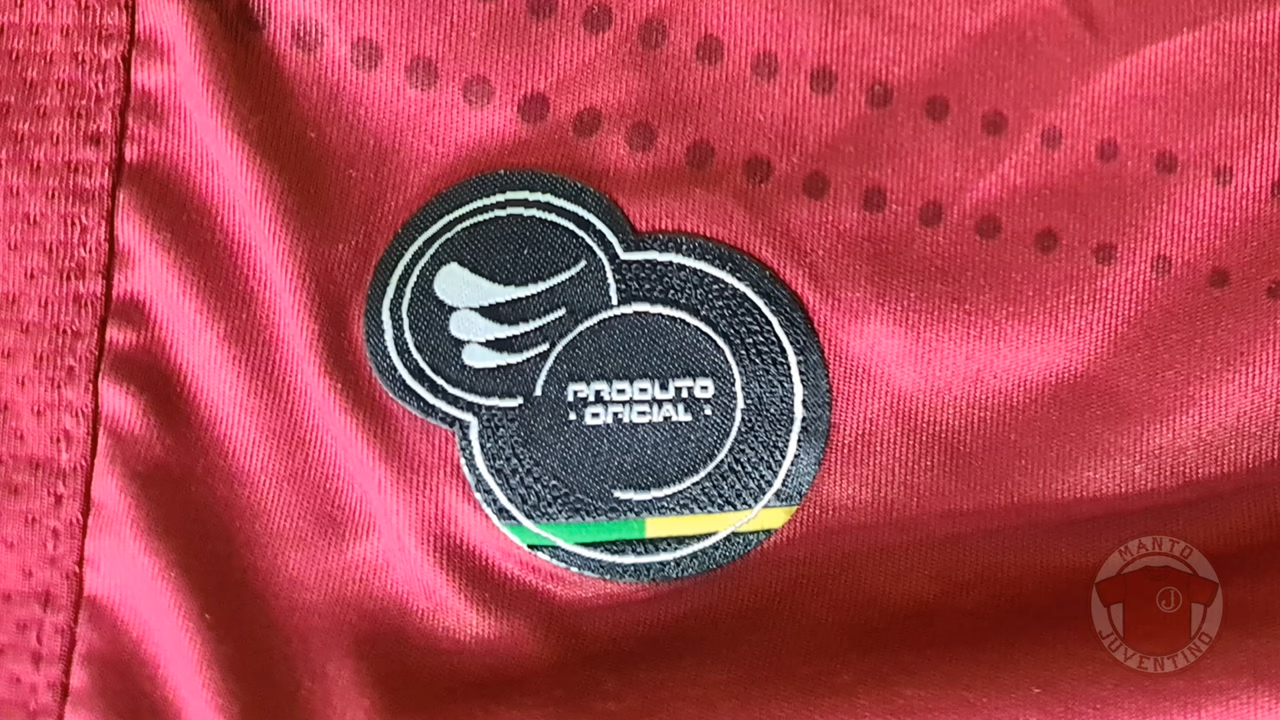 PRODUTO
· OFICIAL ·
MANTO
J
JUVENTINO